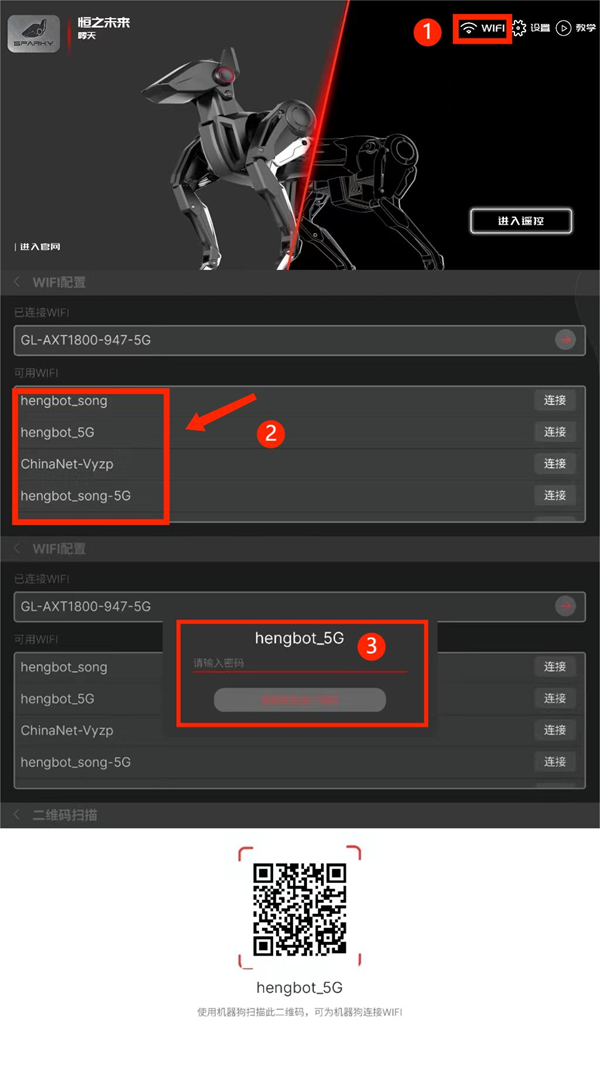 SPARKY
恒之未来
哮天
1
WIFI
设置
教学
进入遥控
进入官网
WIFI配置
已连接WIFI
GL-AXT1800-947-5G
可用WIFI
hengbot_song 连接
hengbot_5G 连接
2
ChinaNet-Vyzp 连接
hengbot_song-5G 连接
WIFI配置
已连接WIFI
GL-AXT1800-947-5G
可用WIFI
hengbot_5G
3
请输入密码
hengbot_song 连接
hengbot_5G 连接
ChinaNet-Vyzp 连接
hengbot_song-5G 连接
二维码扫描
hengbot_5G
使用机器狗扫描此二维码，可为机器狗连接WIFI